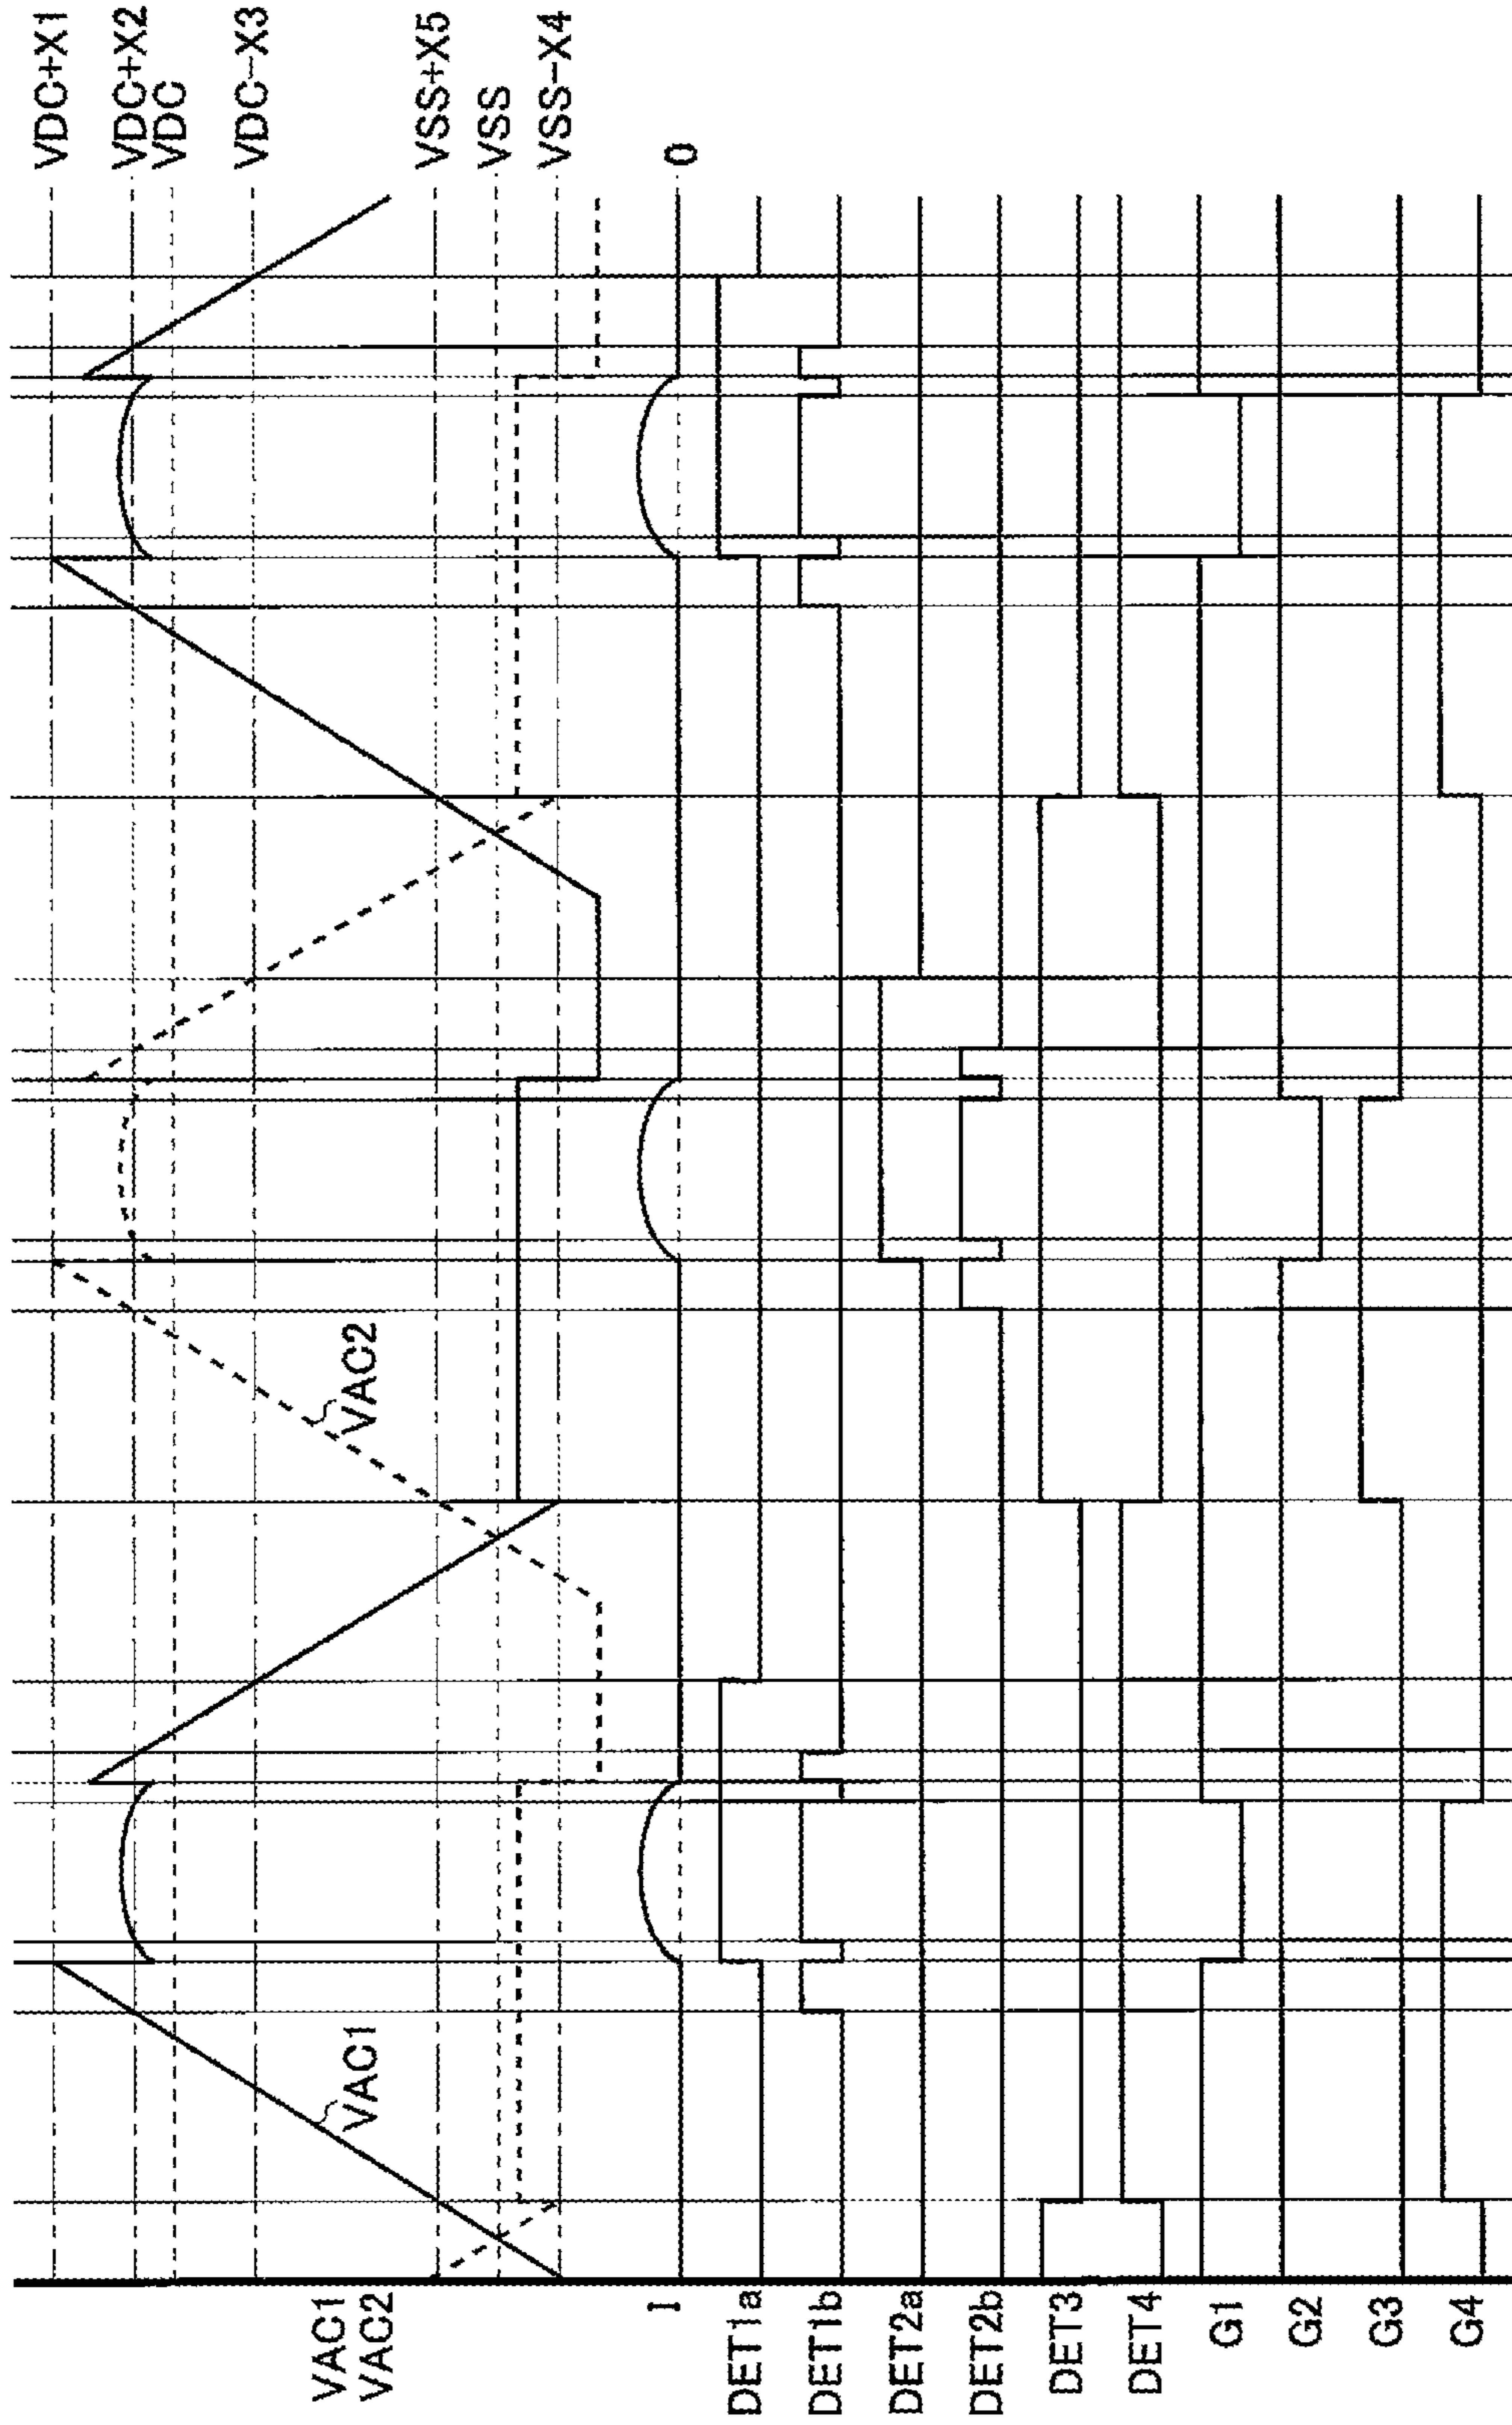 VDC+X1
VDC+X2
VDC
VDC-X3
VSS+X5
VSS
VSS-X4
0
VAC1
VAC2
VAC1
VAC2
I
DET1a
DET1b
DET2a
DET2b
DET3
DET4
G1
G2
G3
G4